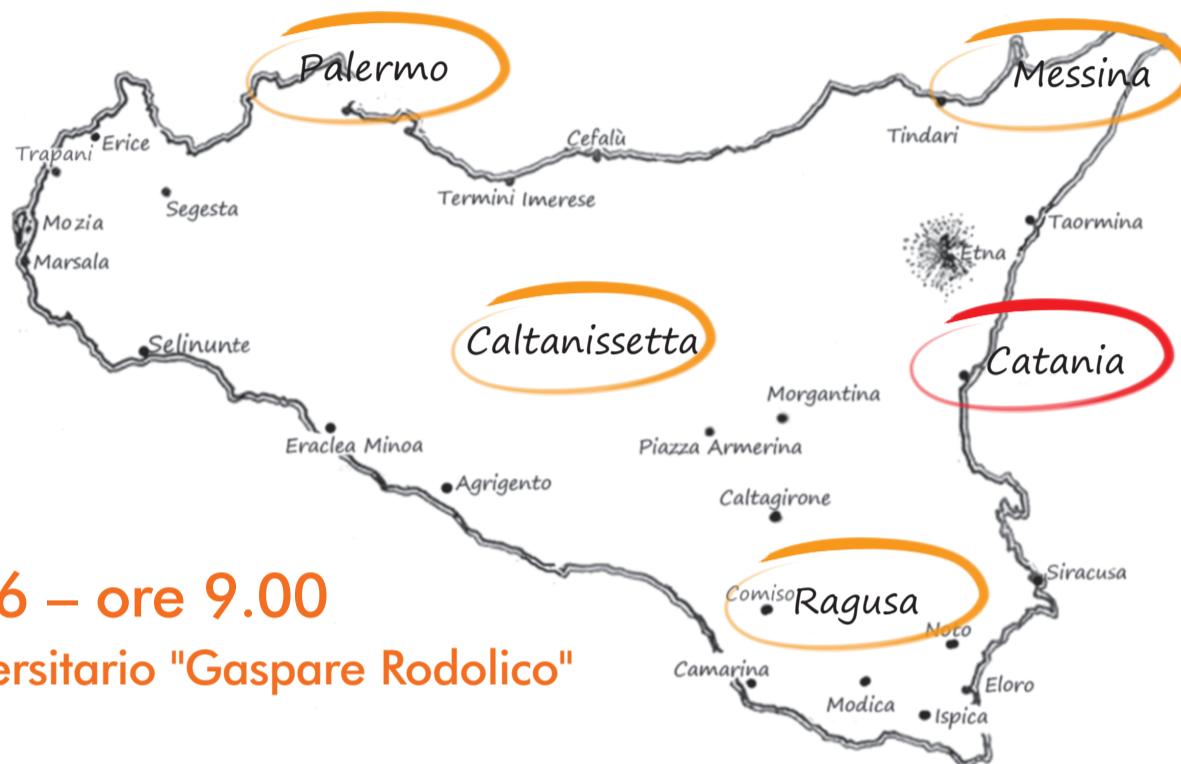 Palermo
Messina
Tindari
Cefalù
Erice
Trapani
Termini Imerese
Segesta
Mozia
Taormina
Etna
Marsala
Selinunte
Caltanissetta
Catania
Morgantina
Eraclea Minoa
Piazza Armerina
Agrigento
Caltagirone
Siracusa
Comiso
Ragusa
Noto
Camarina
Modica
Eloro
Ispica
6 – ore 9.00
ersitario "Gaspare Rodolico"